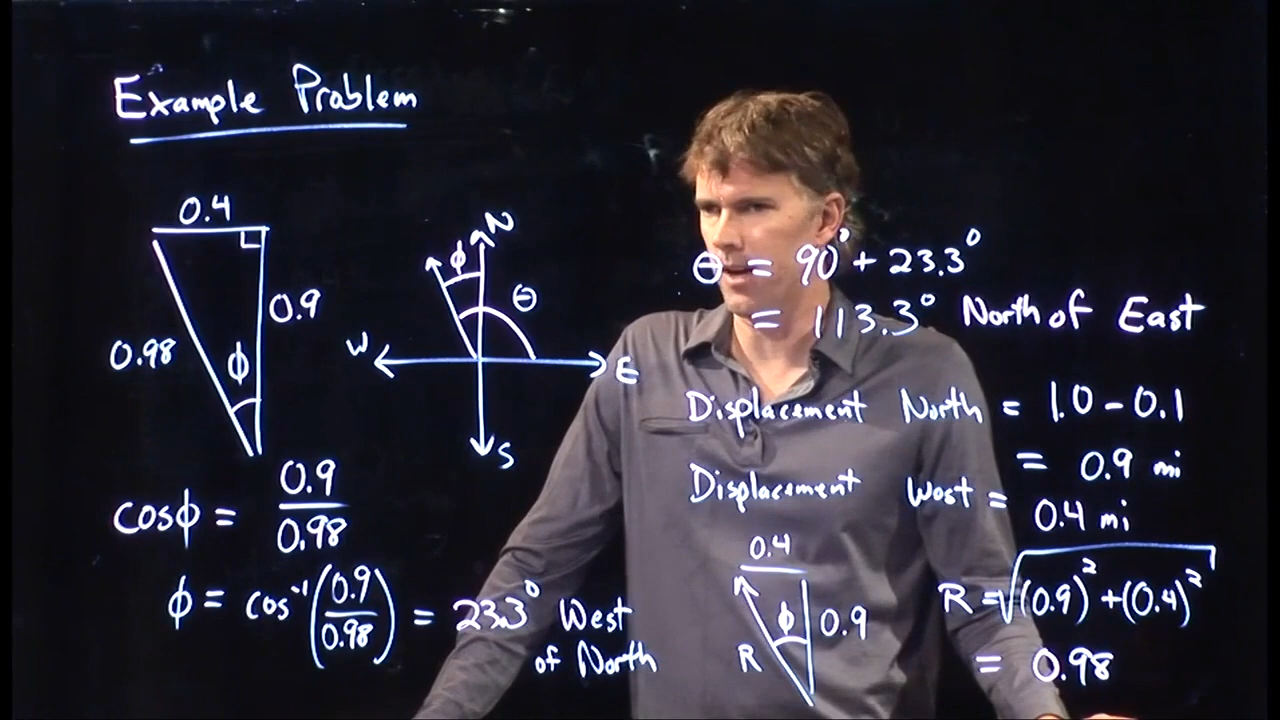 Example Problem
0.4
0.9
0.98
ϕ
N
ϕ
θ
W
E
S
cosϕ = 0.9/0.98
ϕ = cos⁻¹(0.9/0.98) = 23.3° West
of North
θ = 90° + 23.3°
= 113.3° North of East
Displacement North = 1.0 - 0.1
= 0.9 mi
Displacement West =
0.4 mi
0.4
ϕ
0.9
R
R = √(0.9)² + (0.4)²
= 0.98